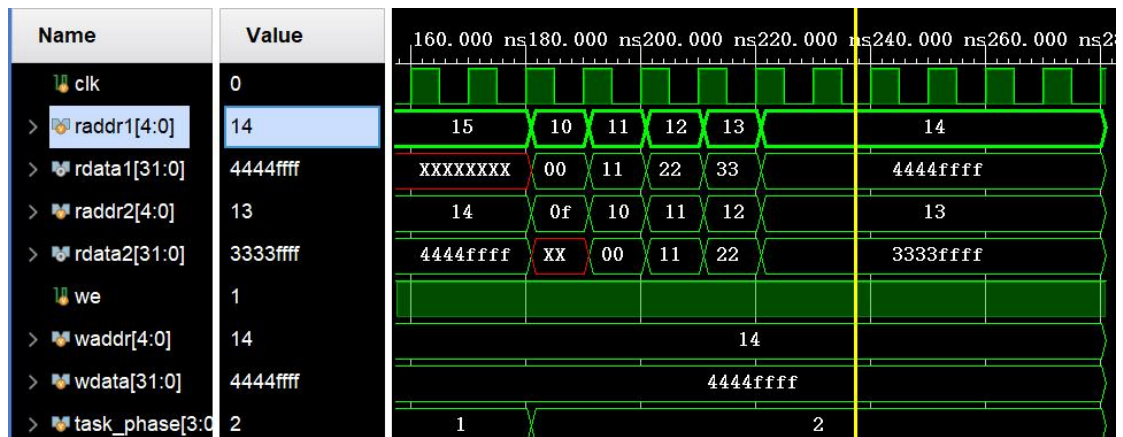 Name Value 160.000 ns 180.000 ns 200.000 ns 220.000 ns 240.000 ns 260.000 ns
clk 0
raddr1[4:0] 14 15 10 11 12 13 14
rdata1[31:0] 4444ffff XXXXXXXX 00 11 22 33 4444ffff
raddr2[4:0] 13 14 0f 10 11 12 13
rdata2[31:0] 3333ffff 4444ffff XX 00 11 22 3333ffff
we 1
waddr[4:0] 14 14
wdata[31:0] 4444ffff 4444ffff
task_phase[3:0 2 1 2